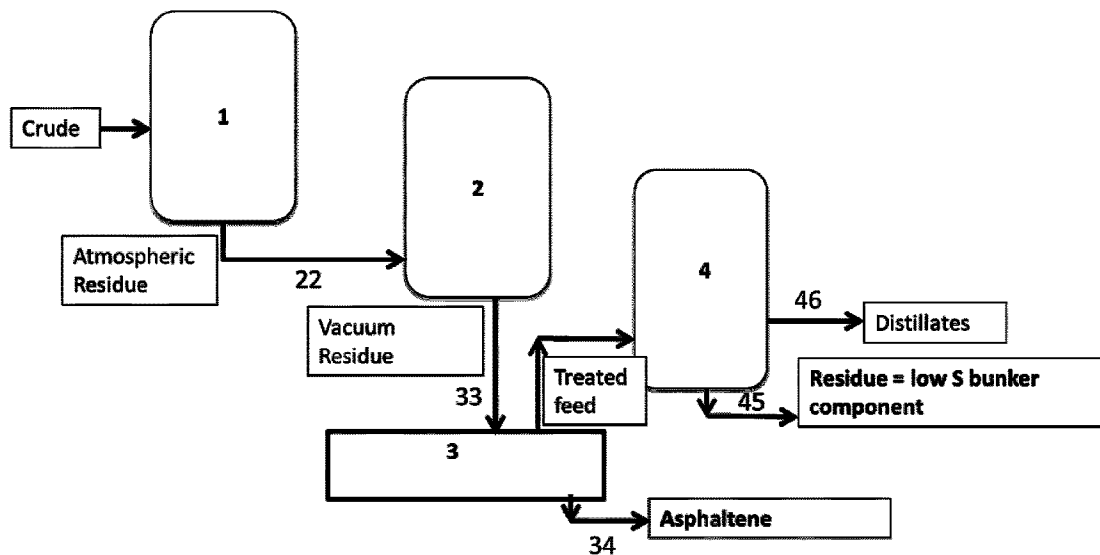 1
Crude
2
Atmospheric
Residue
22
4
46
Distillates
Vacuum
Residue
33
Treated
feed
45
Residue = low S bunker
component
3
34
Asphaltene